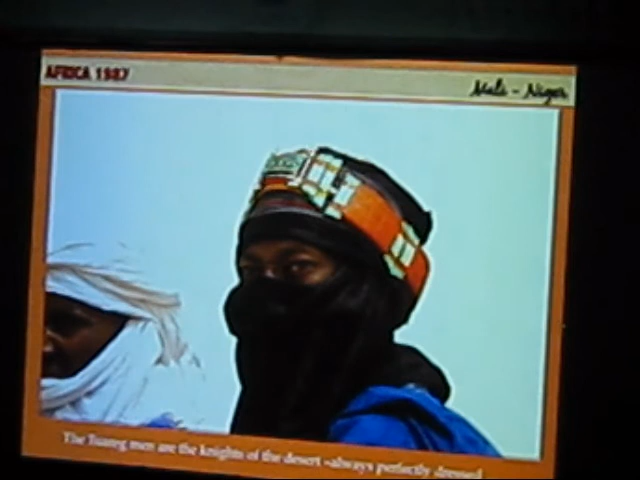 AFRICA 1987
Mali - Niger
The Tuareg men are the knights of the desert -always perfectly dressed